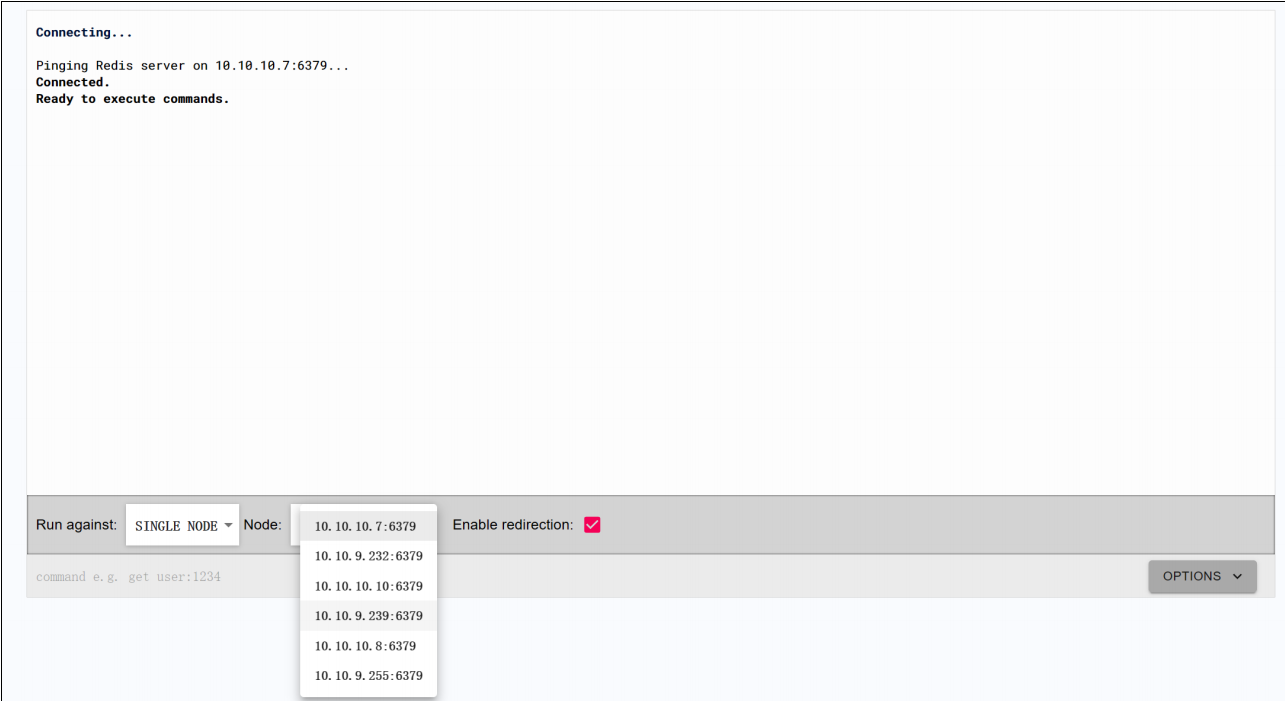 Connecting...
Pinging Redis server on 10.10.10.7:6379...
Connected.
Ready to execute commands.
Run against: SINGLE NODE Node: 10.10.10.7:6379 Enable redirection:
10.10.9.232:6379
command e.g. get user:1234 OPTIONS
10.10.10.10:6379
10.10.9.239:6379
10.10.10.8:6379
10.10.9.255:6379